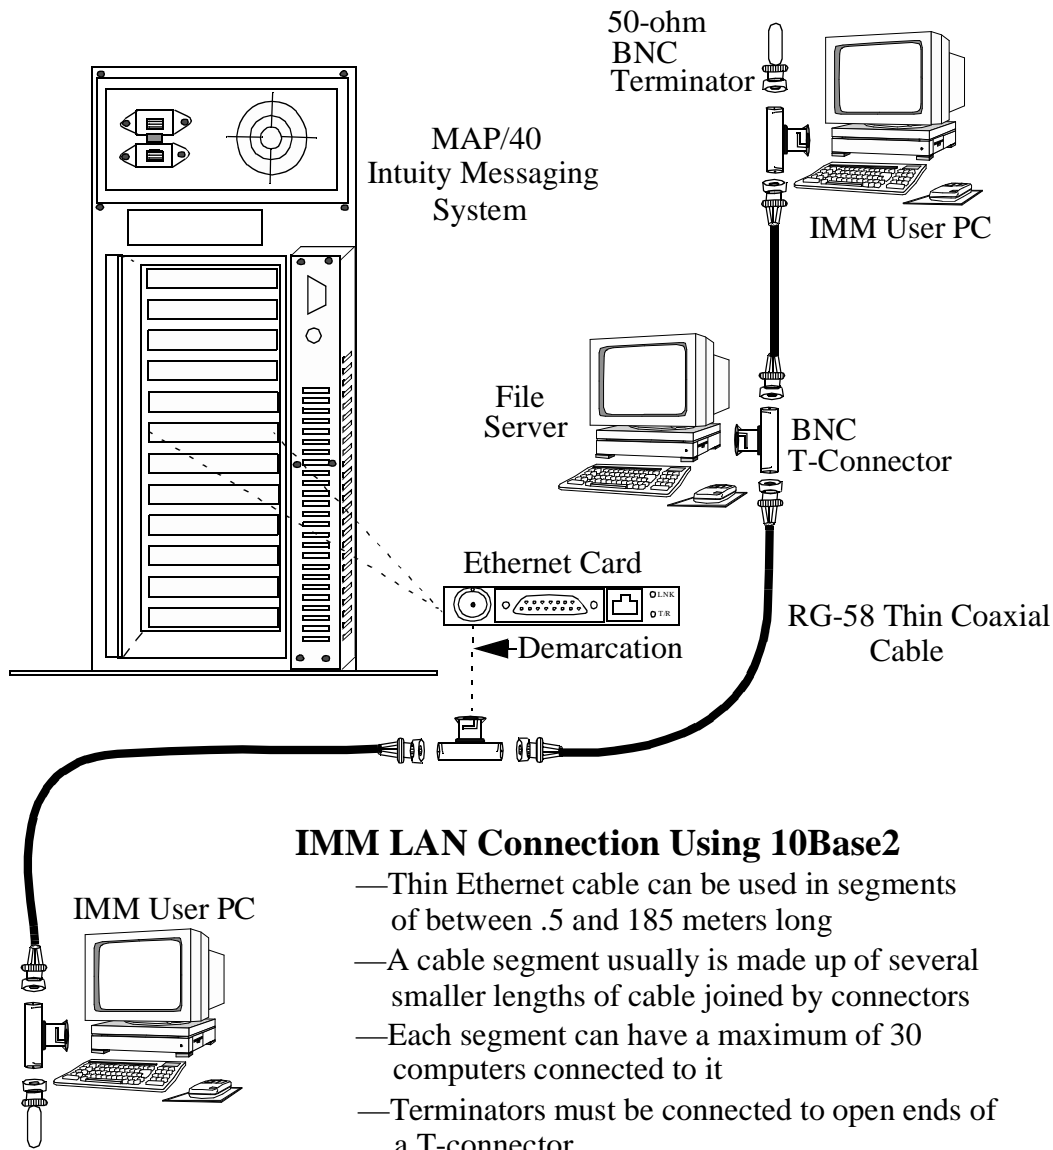 50-ohm
BNC
Terminator
MAP/40
Intuity Messaging
System
IMM User PC
File
Server
BNC
T-Connector
Ethernet Card
LNK
T/R
Demarcation
RG-58 Thin Coaxial
Cable
IMM LAN Connection Using 10Base2
—Thin Ethernet cable can be used in segments
of between .5 and 185 meters long
IMM User PC
—A cable segment usually is made up of several
smaller lengths of cable joined by connectors
—Each segment can have a maximum of 30
computers connected to it
—Terminators must be connected to open ends of
a T-connector